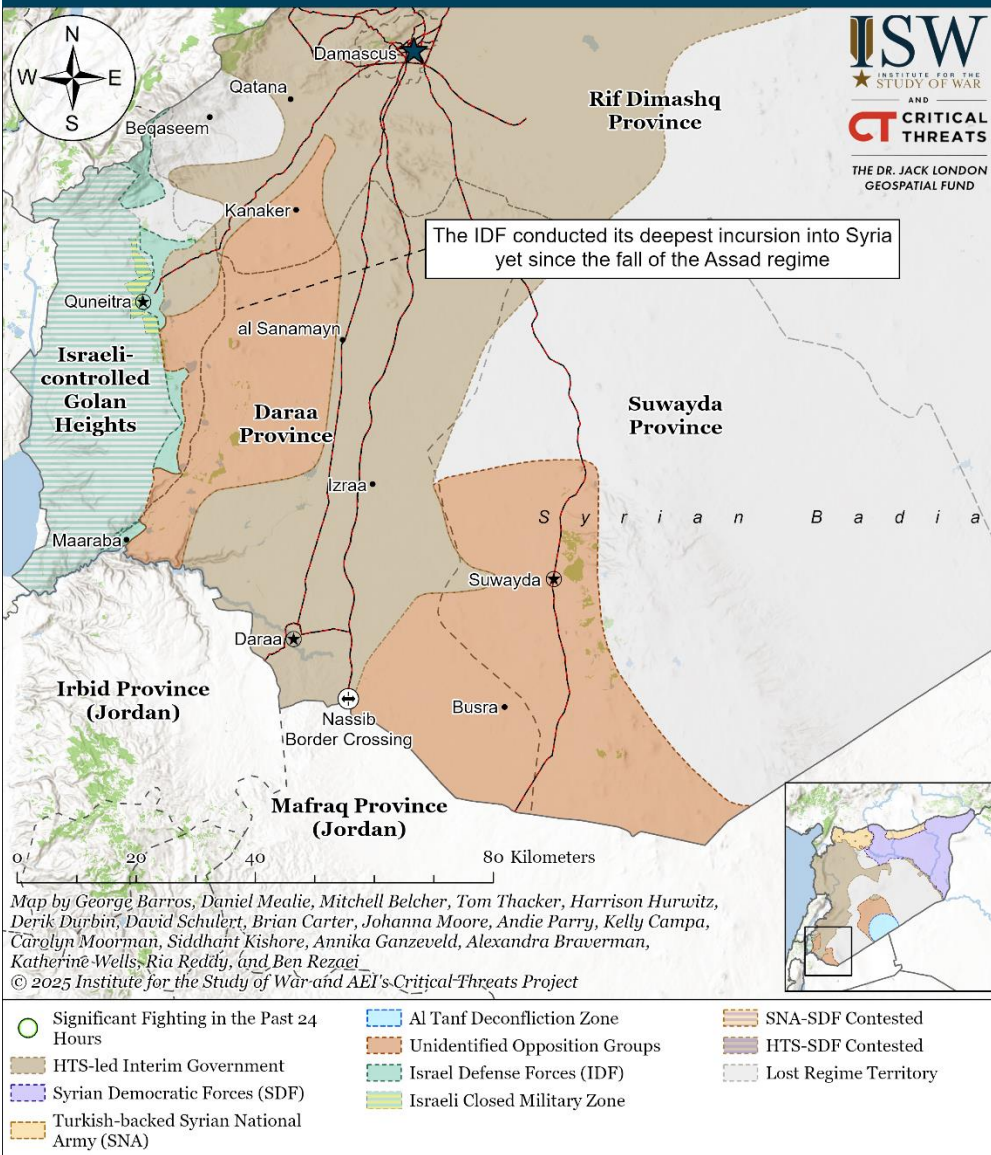 N
W
E
S
Damascus
Qatana
Beqaseem
Rif Dimashq
Province
ISW
INSTITUTE FOR THE
STUDY OF WAR
AND
CT CRITICAL
THREATS
THE DR. JACK LONDON
GEOSPATIAL FUND
Kanaker
The IDF conducted its deepest incursion into Syria
yet since the fall of the Assad regime
Quneitra
al Sanamayn
Israeli-
controlled
Golan
Heights
Daraa
Province
Suwayda
Province
Izraa
Syrian Badia
Maaraba
Suwayda
Daraa
Irbid Province
(Jordan)
Nassib
Border Crossing
Busra
Mafraq Province
(Jordan)
0 20 40 80 Kilometers
Map by George Barros, Daniel Mealie, Mitchell Belcher, Tom Thacker, Harrison Hurwitz,
Derik Durbin, David Schulert, Brian Carter, Johanna Moore, Andie Parry, Kelly Campa,
Carolyn Moorman, Siddhant Kishore, Annika Ganzeveld, Alexandra Braverman,
Katherine Wells, Ria Reddy, and Ben Rezaei
© 2025 Institute for the Study of War and AEI's Critical Threats Project
Significant Fighting in the Past 24
Hours
HTS-led Interim Government
Syrian Democratic Forces (SDF)
Turkish-backed Syrian National
Army (SNA)
Al Tanf Deconfliction Zone
Unidentified Opposition Groups
Israel Defense Forces (IDF)
Israeli Closed Military Zone
SNA-SDF Contested
HTS-SDF Contested
Lost Regime Territory